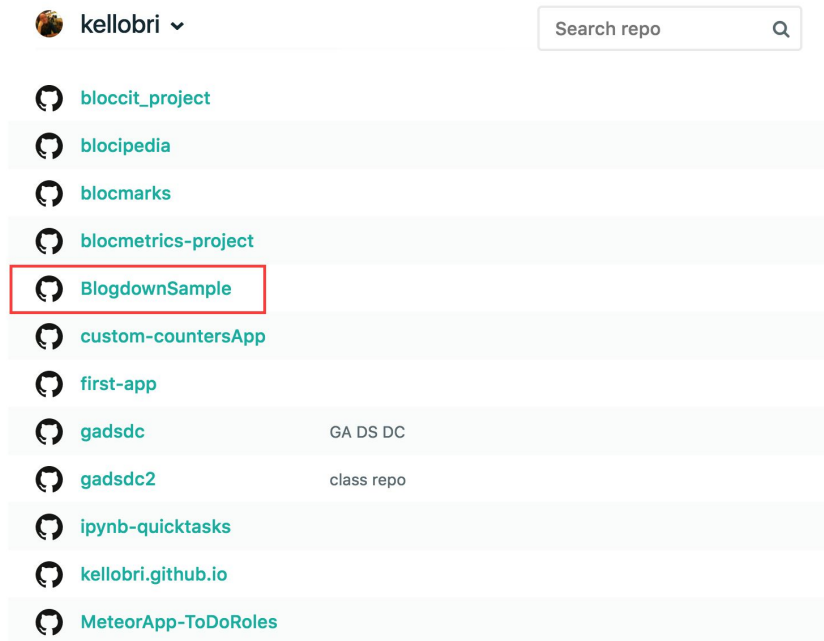 kellobri
Search repo
bloccit_project
blocipedia
blocmarks
blocmetrics-project
BlogdownSample
custom-countersApp
first-app
gadsdc GA DS DC
gadsdc2 class repo
ipynb-quicktasks
kellobri.github.io
MeteorApp-ToDoRoles